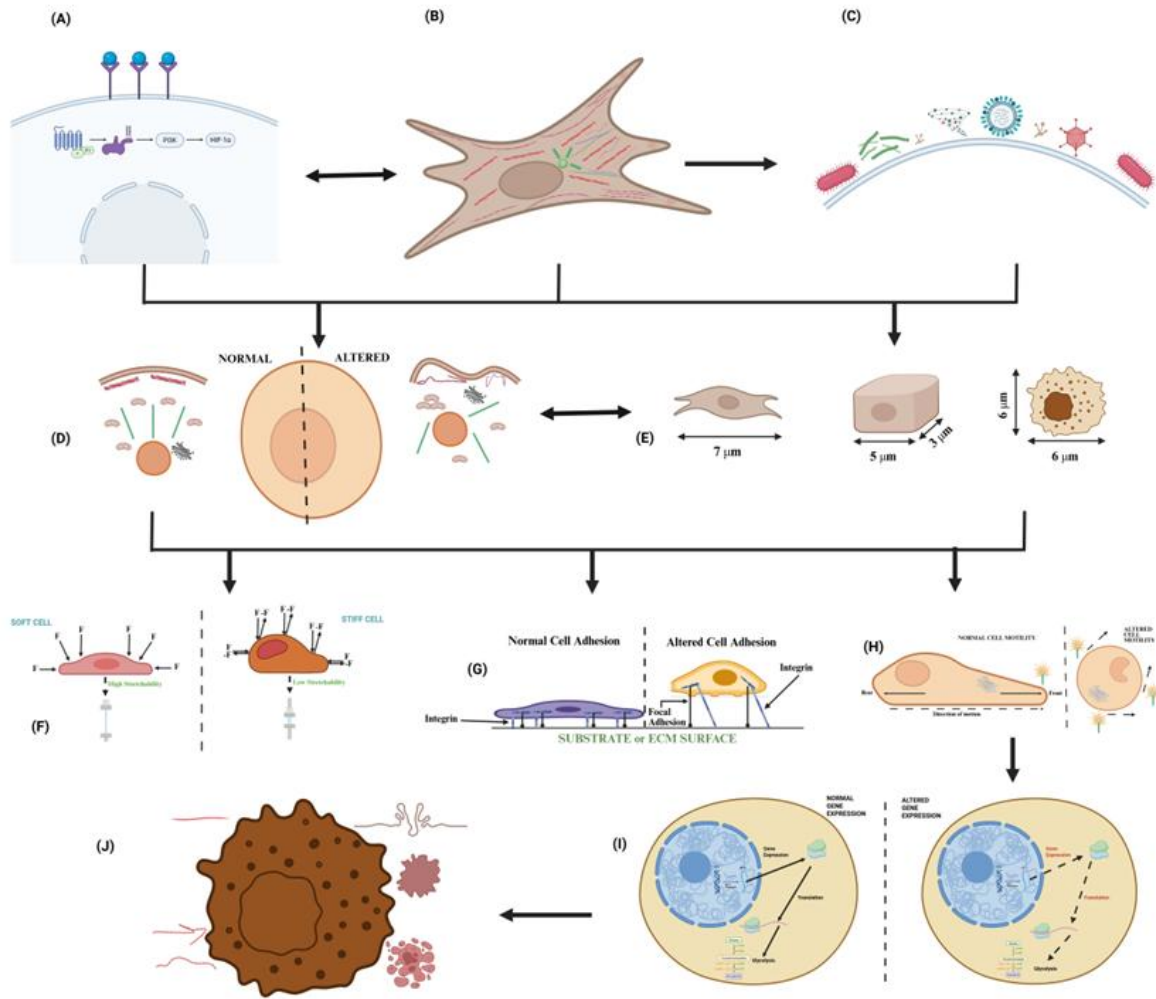 (A)
(B)
(C)
PI3K
HIF-1α
NORMAL
ALTERED
(D)
(E)
7 μm
5 μm
3 μm
6 μm
6 μm
SOFT CELL
F
F
F
F
F
F
High Stretchability
STIFF CELL
F -F
F -F
F -F
F
-F
F
-F
Low Stretchability
(F)
Normal Cell Adhesion
Altered Cell Adhesion
(G)
Integrin
Integrin
Focal
Adhesion
SUBSTRATE or ECM SURFACE
(H)
NORMAL CELL MOTILITY
ALTERED
CELL
MOTILITY
Rear
Front
Direction of motion
(I)
NORMAL
GENE
EXPRESSION
ALTERED
GENE
EXPRESSION
Gene
Expression
Translation
Glycolysis
Gene
Expression
Translation
Glycolysis
(J)